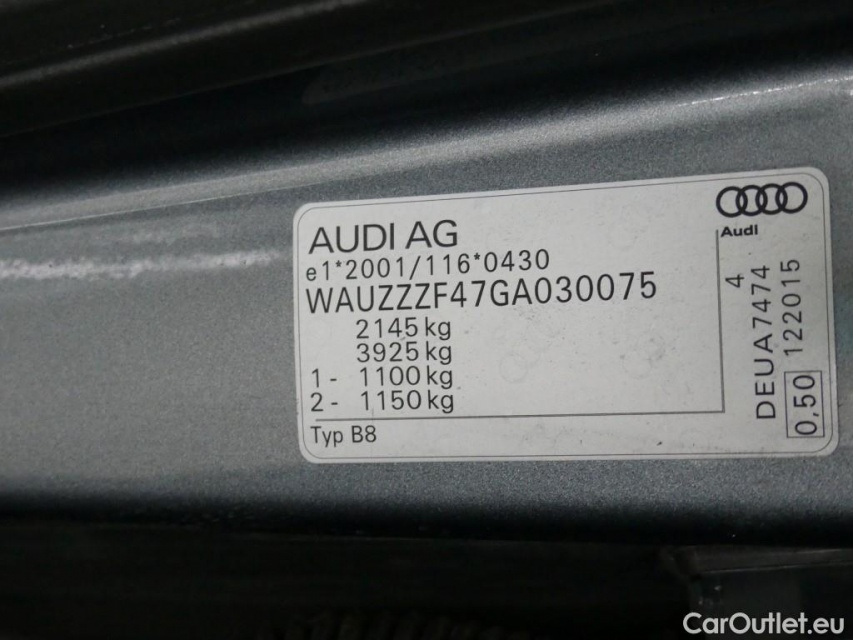 AUDI AG
e1*2001/116*0430
WAUZZZF47GA030075
2145 kg
3925 kg
1 - 1100 kg
2 - 1150 kg
Typ B8
Audi
4
DEUA7474
122015
0,50
CarOutlet.eu